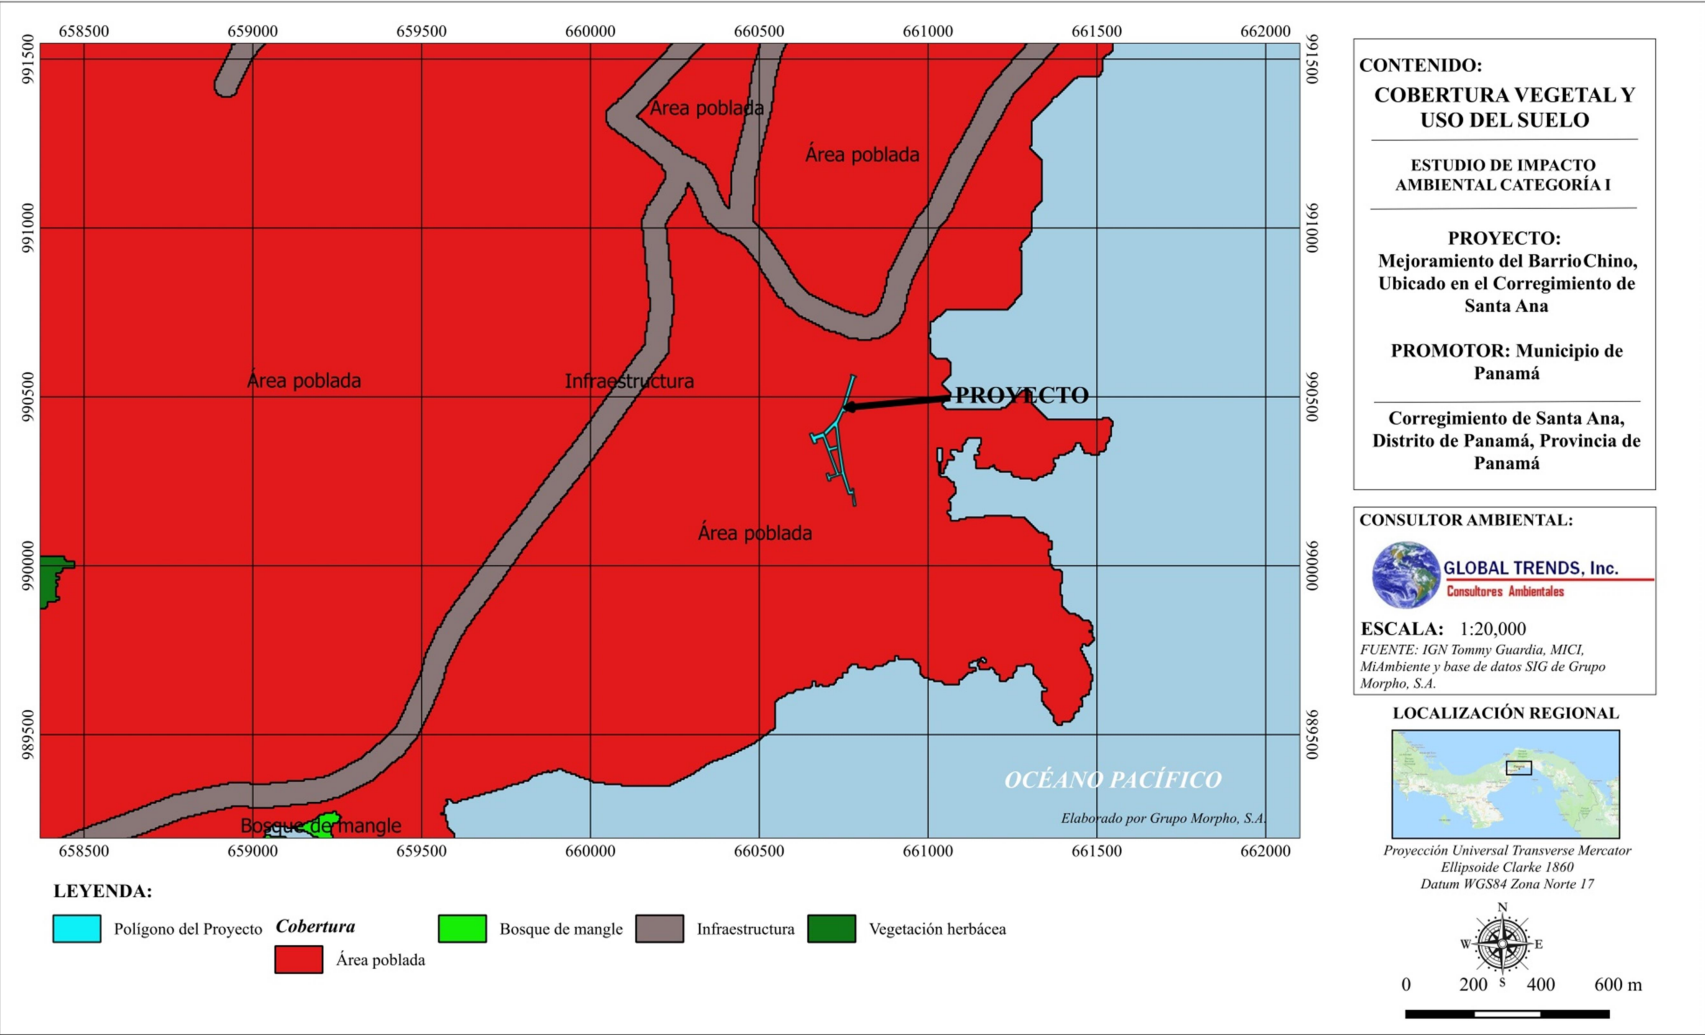 658500 659000 659500 660000 660500 661000 661500 662000
991500
991500
Área poblada
Área poblada
991000
991000
Área poblada
Infraestructura
990500
990500
PROYECTO
Área poblada
990000
990000
989500
989500
OCÉANO PACÍFICO
Bosque de mangle
Elaborado por Grupo Morpho, S.A.
658500 659000 659500 660000 660500 661000 661500 662000
LEYENDA:
Polígono del Proyecto
Cobertura
Área poblada
Bosque de mangle
Infraestructura
Vegetación herbácea
CONTENIDO:
COBERTURA VEGETAL Y
USO DEL SUELO
ESTUDIO DE IMPACTO
AMBIENTAL CATEGORÍA I
PROYECTO:
Mejoramiento del Barrio Chino,
Ubicado en el Corregimiento de
Santa Ana
PROMOTOR: Municipio de
Panamá
Corregimiento de Santa Ana,
Distrito de Panamá, Provincia de
Panamá
CONSULTOR AMBIENTAL:
GLOBAL TRENDS, Inc.
Consultores Ambientales
ESCALA: 1:20,000
FUENTE: IGN Tommy Guardia, MICI,
MiAmbiente y base de datos SIG de Grupo
Morpho, S.A.
LOCALIZACIÓN REGIONAL
Proyección Universal Transverse Mercator
Ellipsoide Clarke 1860
Datum WGS84 Zona Norte 17
N
W E
S
0 200 400 600 m